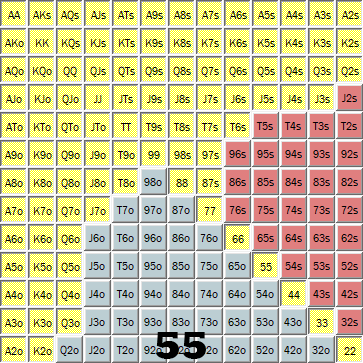 AA AKs AQs AJs ATs A9s A8s A7s A6s A5s A4s A3s A2s
AKo KK KQs KJs KTs K9s K8s K7s K6s K5s K4s K3s K2s
AQo KQo QQ QJs QTs Q9s Q8s Q7s Q6s Q5s Q4s Q3s Q2s
AJo KJo QJo JJ JTs J9s J8s J7s J6s J5s J4s J3s J2s
ATo KTo QTo JTo TT T9s T8s T7s T6s T5s T4s T3s T2s
A9o K9o Q9o J9o T9o 99 98s 97s 96s 95s 94s 93s 92s
A8o K8o Q8o J8o T8o 98o 88 87s 86s 85s 84s 83s 82s
A7o K7o Q7o J7o T7o 97o 87o 77 76s 75s 74s 73s 72s
A6o K6o Q6o J6o T6o 96o 86o 76o 66 65s 64s 63s 62s
A5o K5o Q5o J5o T5o 95o 85o 75o 65o 55 54s 53s 52s
A4o K4o Q4o J4o T4o 94o 84o 74o 64o 54o 44 43s 42s
A3o K3o Q3o J3o T3o 93o 83o 73o 63o 53o 43o 33 32s
A2o K2o Q2o J2o T2o 62o 52o 42o 32o 22
55